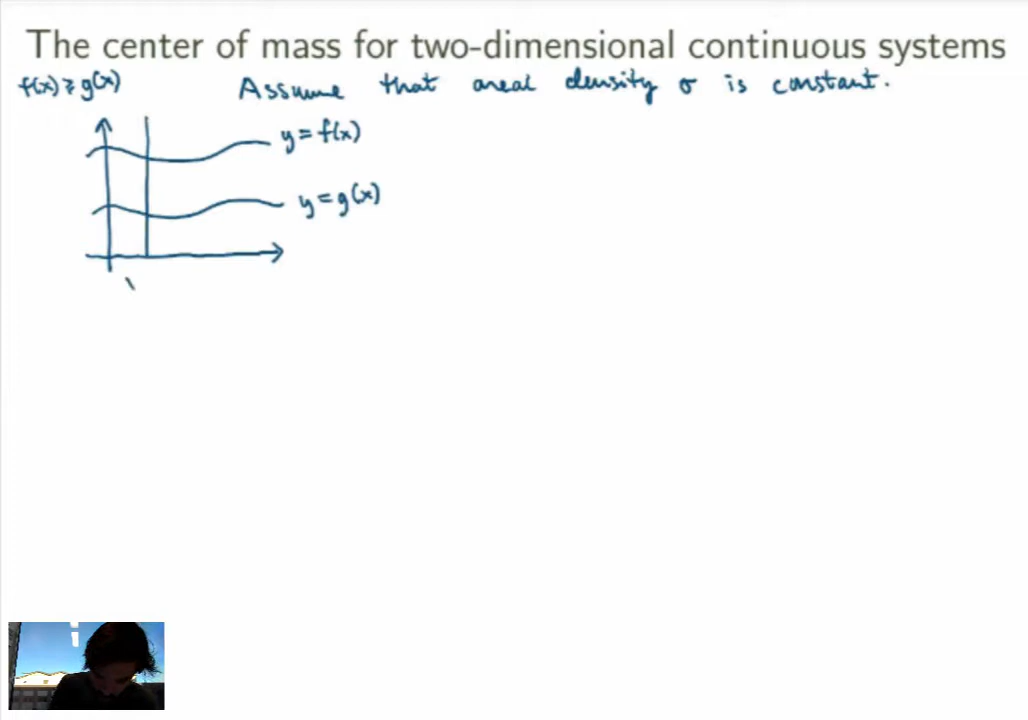 The center of mass for two-dimensional continuous systems
f(x) ≥ g(x) Assume that areal density σ is constant.
y = f(x)
y = g(x)